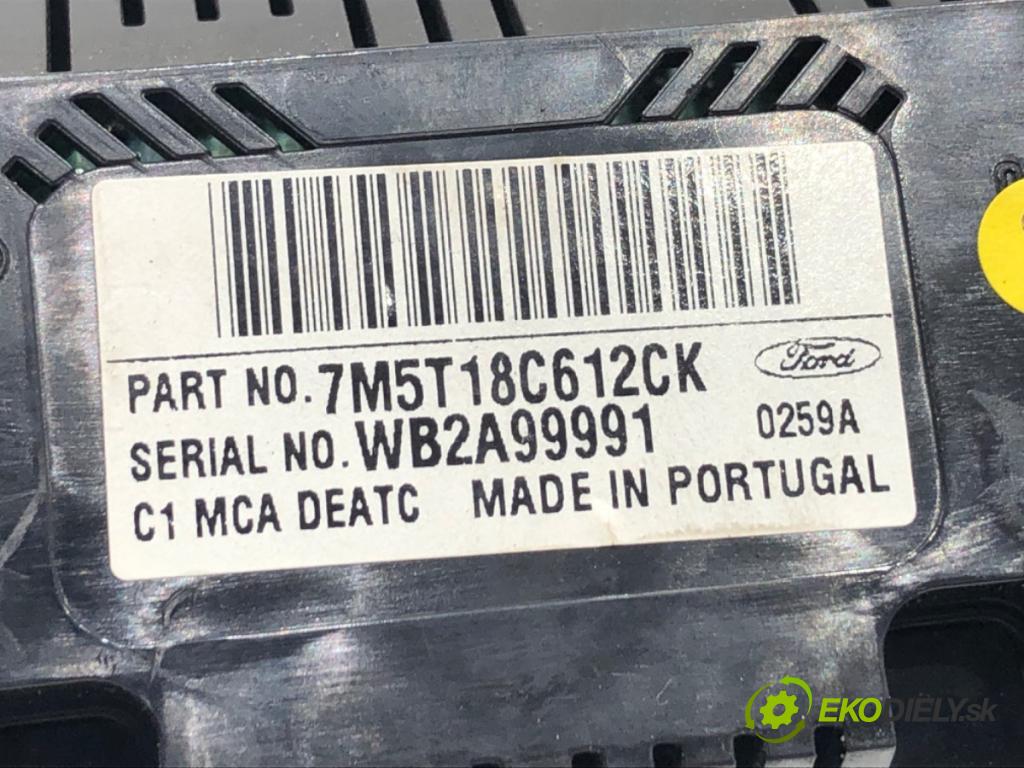 PART NO. 7M5T18C612CK
Ford
SERIAL NO. WB2A99991
0259A
C1 MCA DEATC MADE IN PORTUGAL
EKODIELY.sk